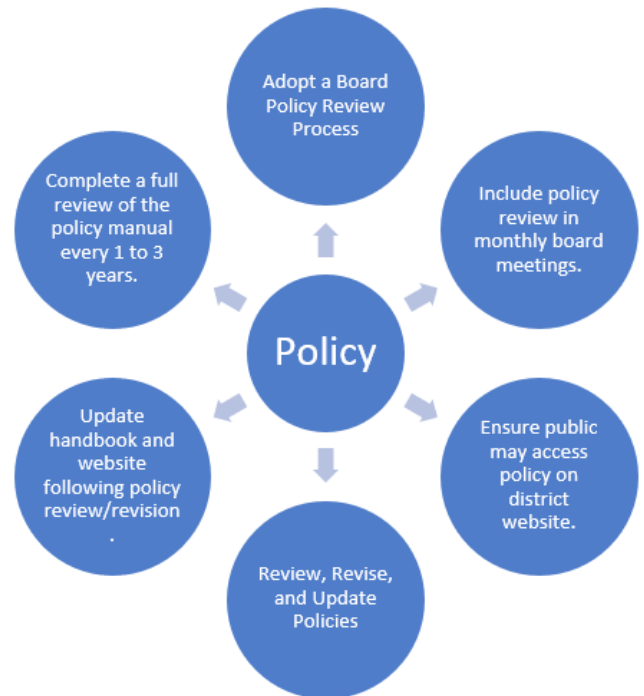 Adopt a Board
Policy Review
Process
Include policy
review in
monthly board
meetings.
Ensure public
may access
policy on
district
website.
Review, Revise,
and Update
Policies
Update
handbook and
website
following policy
review/revision
.
Complete a full
review of the
policy manual
every 1 to 3
years.
Policy